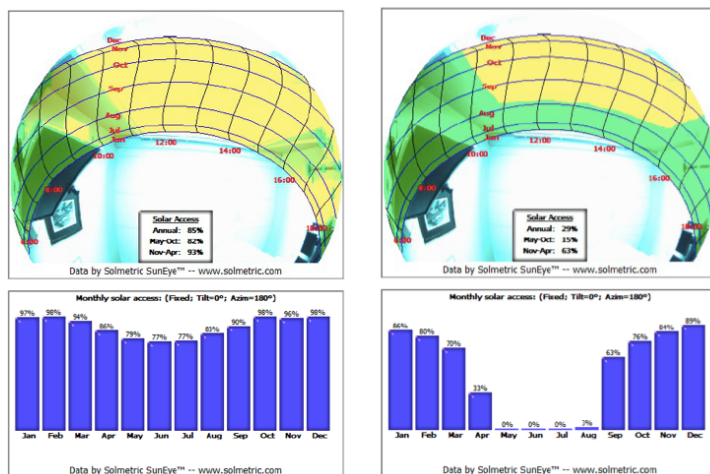 Dec
Nov
Oct
Sep
Aug
Jul
Jun
12:00
10:00
14:00
8:00
16:00
6:00
18:00
Solar Access
Annual: 85%
May-Oct: 82%
Nov-Apr: 93%
Data by Solmetric SunEye™ -- www.solmetric.com
Dec
Nov
Oct
Sep
Aug
Jul
Jun
12:00
10:00
14:00
8:00
16:00
6:00
18:00
Solar Access
Annual: 29%
May-Oct: 15%
Nov-Apr: 63%
Data by Solmetric SunEye™ -- www.solmetric.com
Monthly solar access: (Fixed; Tilt=0°; Azim=180°)
97% 98% 94% 86% 79% 77% 77% 83% 90% 98% 96% 98%
Jan Feb Mar Apr May Jun Jul Aug Sep Oct Nov Dec
Data by Solmetric SunEye™ -- www.solmetric.com
Monthly solar access: (Fixed; Tilt=0°; Azim=180°)
86% 80% 70% 33% 0% 0% 0% 3% 63% 76% 84% 89%
Jan Feb Mar Apr May Jun Jul Aug Sep Oct Nov Dec
Data by Solmetric SunEye™ -- www.solmetric.com